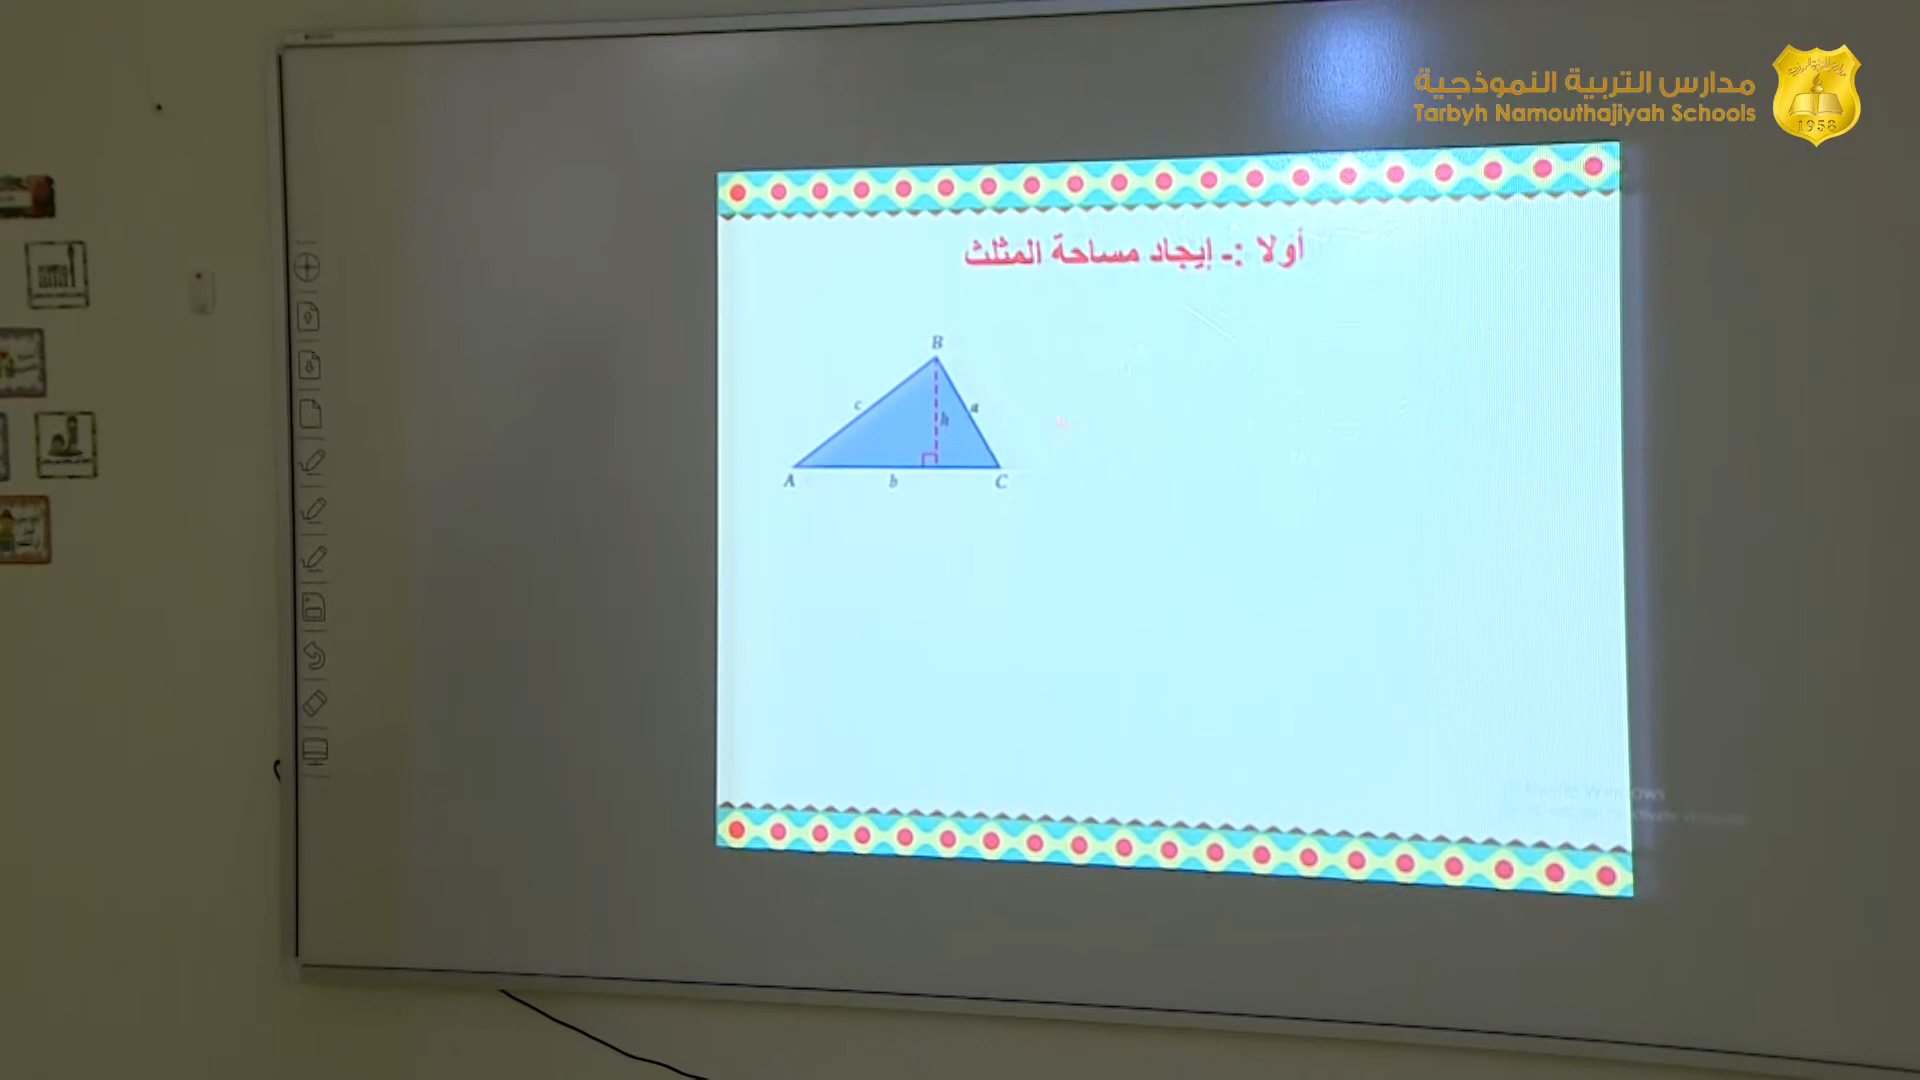 مدارس التربية النموذجية
Tarbyh Namouthajiyah Schools
1958
أولا :- إيجاد مساحة المثلث
B
c
a
h
A
b
C